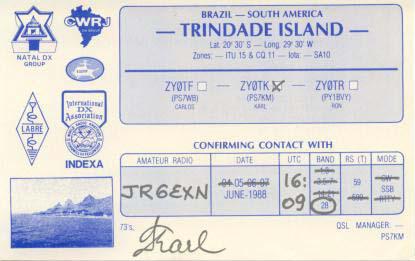 CWRJ
NATAL DX
GROUP
LABRE
International
DX
Association
INDEXA
BRAZIL — SOUTH AMERICA
— TRINDADE ISLAND —
Lat. 20° 30' S — Long. 29° 30' W
Zones: — ITU 15 & CQ 11 — Iota: — SA10
ZYØTF ZYØTK X ZYØTR
(PS7WB) (PS7KM) (PY1BVY)
CARLOS KARL RON
CONFIRMING CONTACT WITH
AMATEUR RADIO DATE UTC BAND RS (T) MODE
JR6EXN 04-05-06-07 JUNE-1988 16:09 28 59 599 CW SSB RTTY
73's, Karl
QSL MANAGER: —
PS7KM